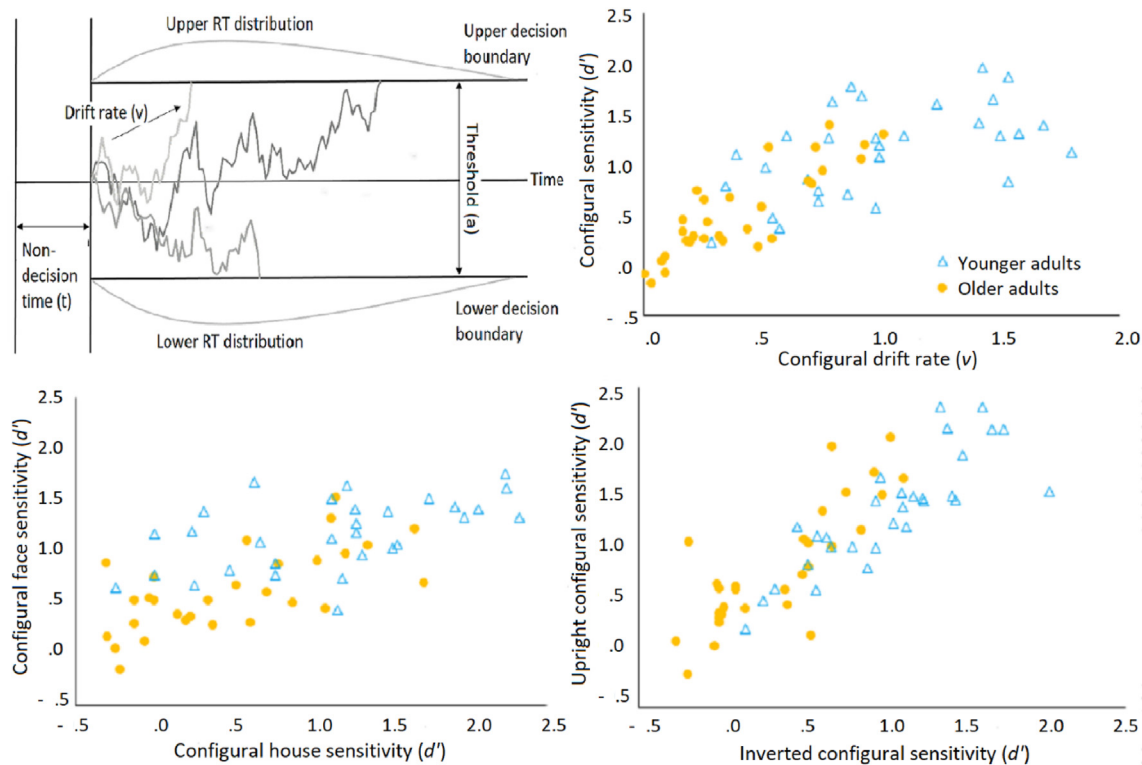 Upper RT distribution
Upper decision
boundary
Drift rate (v)
Threshold (a)
Time
Non-
decision
time (t)
Lower decision
boundary
Lower RT distribution
Configural sensitivity (d')
2.5
2.0
1.5
1.0
.5
.0
- .5
Younger adults
Older adults
.0
.5
1.0
1.5
2.0
Configural drift rate (v)
Configural face sensitivity (d')
2.5
2.0
1.5
1.0
.5
.0
- .5
- .5
.0
.5
1.0
1.5
2.0
2.5
Configural house sensitivity (d')
Upright configural sensitivity (d')
2.5
2.0
1.5
1.0
.5
.0
- .5
- .5
.0
.5
1.0
1.5
2.0
2.5
Inverted configural sensitivity (d')